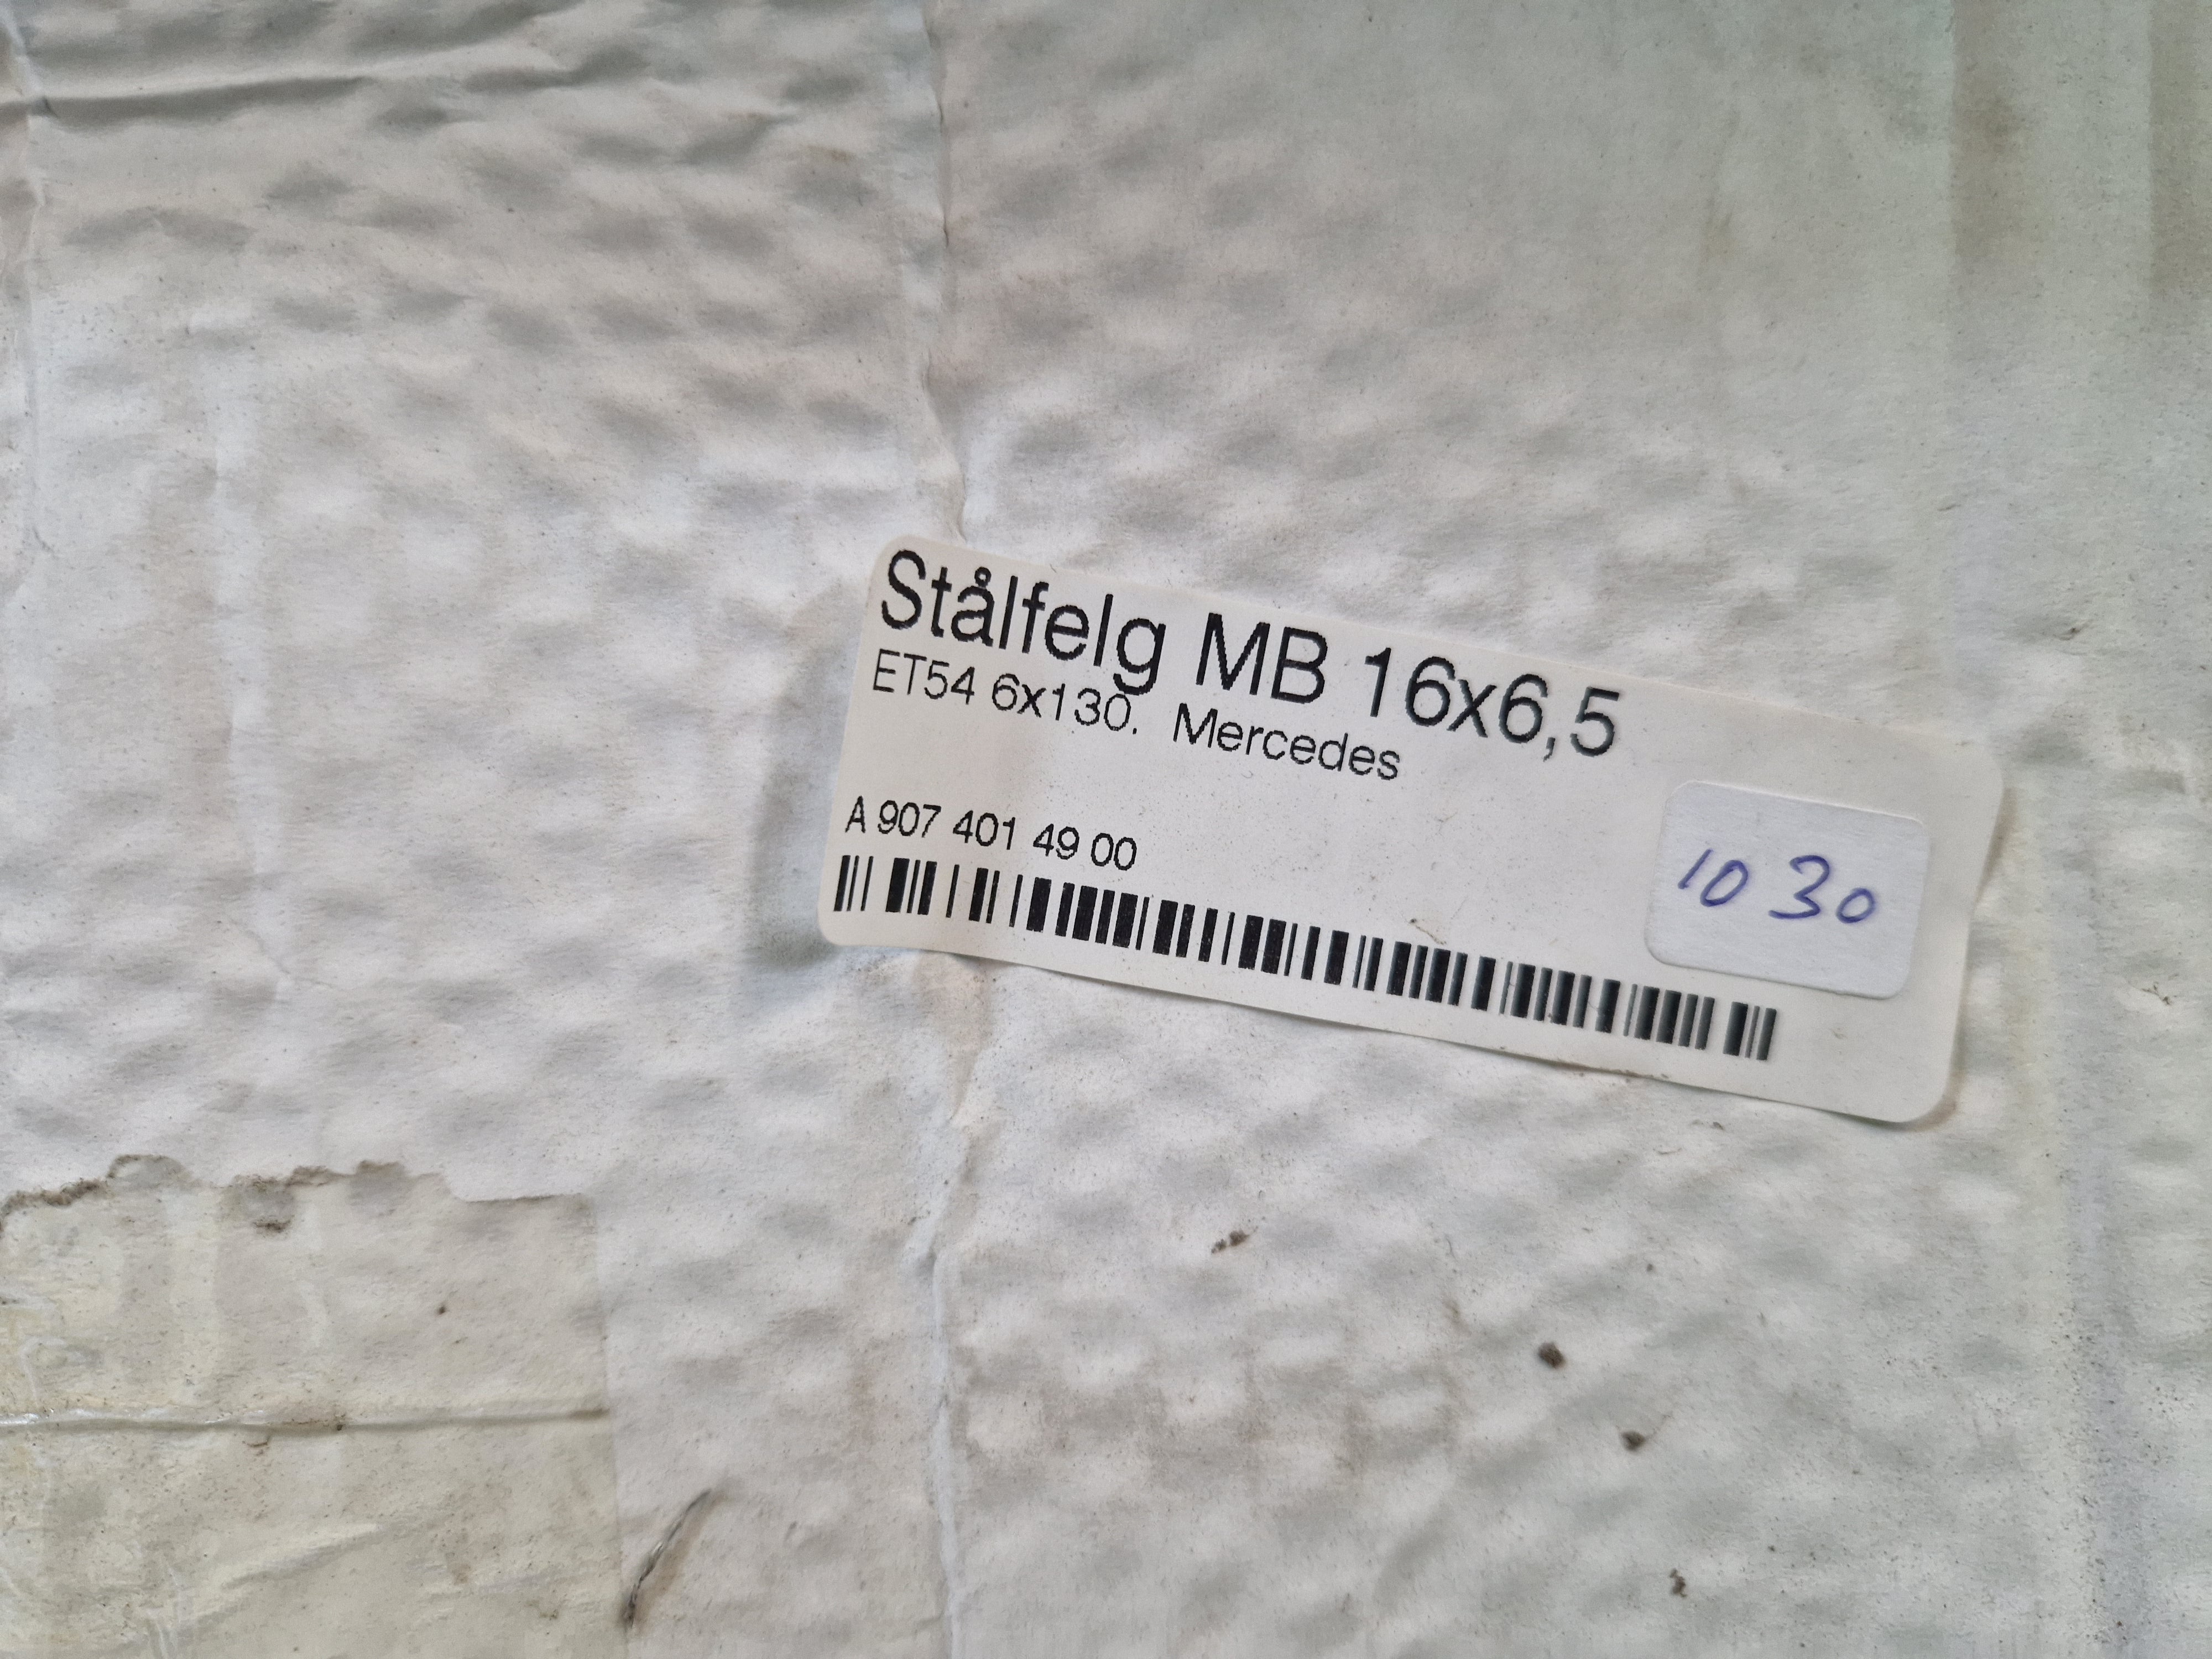 Stålfelg MB 16x6,5
ET54 6x130. Mercedes
A 907 401 49 00
10 30